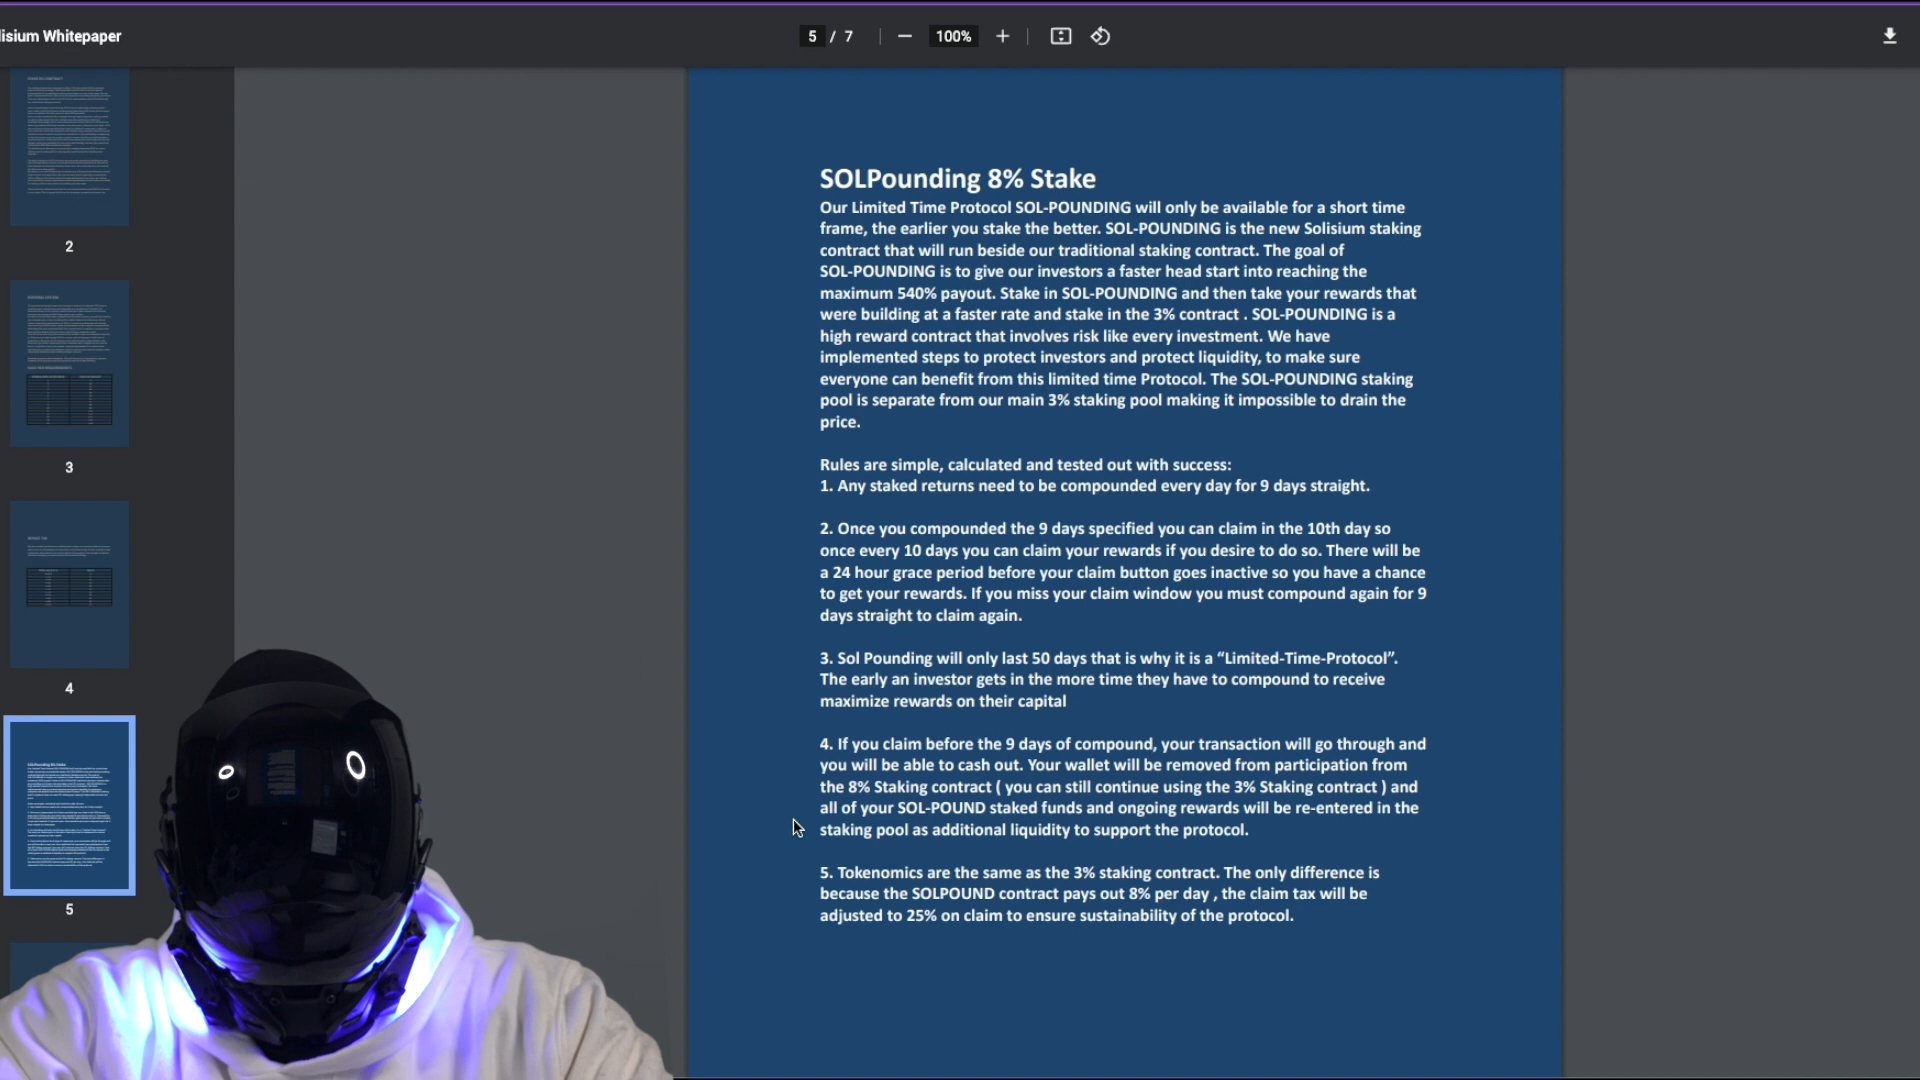 lisium Whitepaper
5 / 7
100%
2
3
4
5
SOLPounding 8% Stake
Our Limited Time Protocol SOL-POUNDING will only be available for a short time
frame, the earlier you stake the better. SOL-POUNDING is the new Solisium staking
contract that will run beside our traditional staking contract. The goal of
SOL-POUNDING is to give our investors a faster head start into reaching the
maximum 540% payout. Stake in SOL-POUNDING and then take your rewards that
were building at a faster rate and stake in the 3% contract . SOL-POUNDING is a
high reward contract that involves risk like every investment. We have
implemented steps to protect investors and protect liquidity, to make sure
everyone can benefit from this limited time Protocol. The SOL-POUNDING staking
pool is separate from our main 3% staking pool making it impossible to drain the
price.
Rules are simple, calculated and tested out with success:
1. Any staked returns need to be compounded every day for 9 days straight.
2. Once you compounded the 9 days specified you can claim in the 10th day so
once every 10 days you can claim your rewards if you desire to do so. There will be
a 24 hour grace period before your claim button goes inactive so you have a chance
to get your rewards. If you miss your claim window you must compound again for 9
days straight to claim again.
3. Sol Pounding will only last 50 days that is why it is a “Limited-Time-Protocol”.
The early an investor gets in the more time they have to compound to receive
maximize rewards on their capital
4. If you claim before the 9 days of compound, your transaction will go through and
you will be able to cash out. Your wallet will be removed from participation from
the 8% Staking contract ( you can still continue using the 3% Staking contract ) and
all of your SOL-POUND staked funds and ongoing rewards will be re-entered in the
staking pool as additional liquidity to support the protocol.
5. Tokenomics are the same as the 3% staking contract. The only difference is
because the SOLPOUND contract pays out 8% per day , the claim tax will be
adjusted to 25% on claim to ensure sustainability of the protocol.